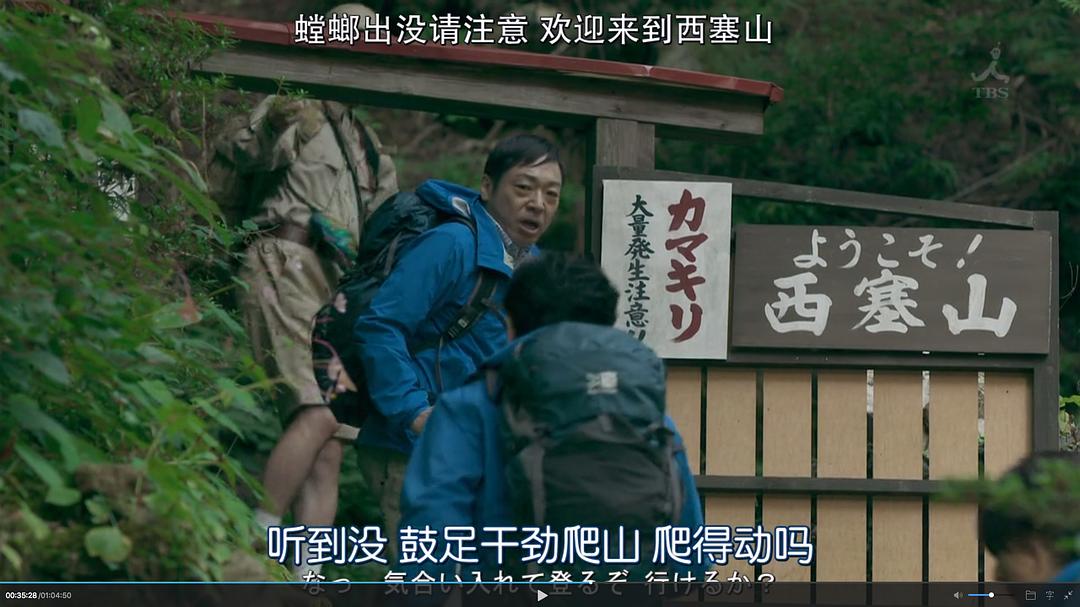 螳螂出没请注意 欢迎来到西塞山
TBS
カマキリ
大量発生注意!!
ようこそ!
西塞山
听到没 鼓足干劲爬山 爬得动吗
なっ 気合い入れて登るぞ 行けるか?
00:35:28/01:04:50
字